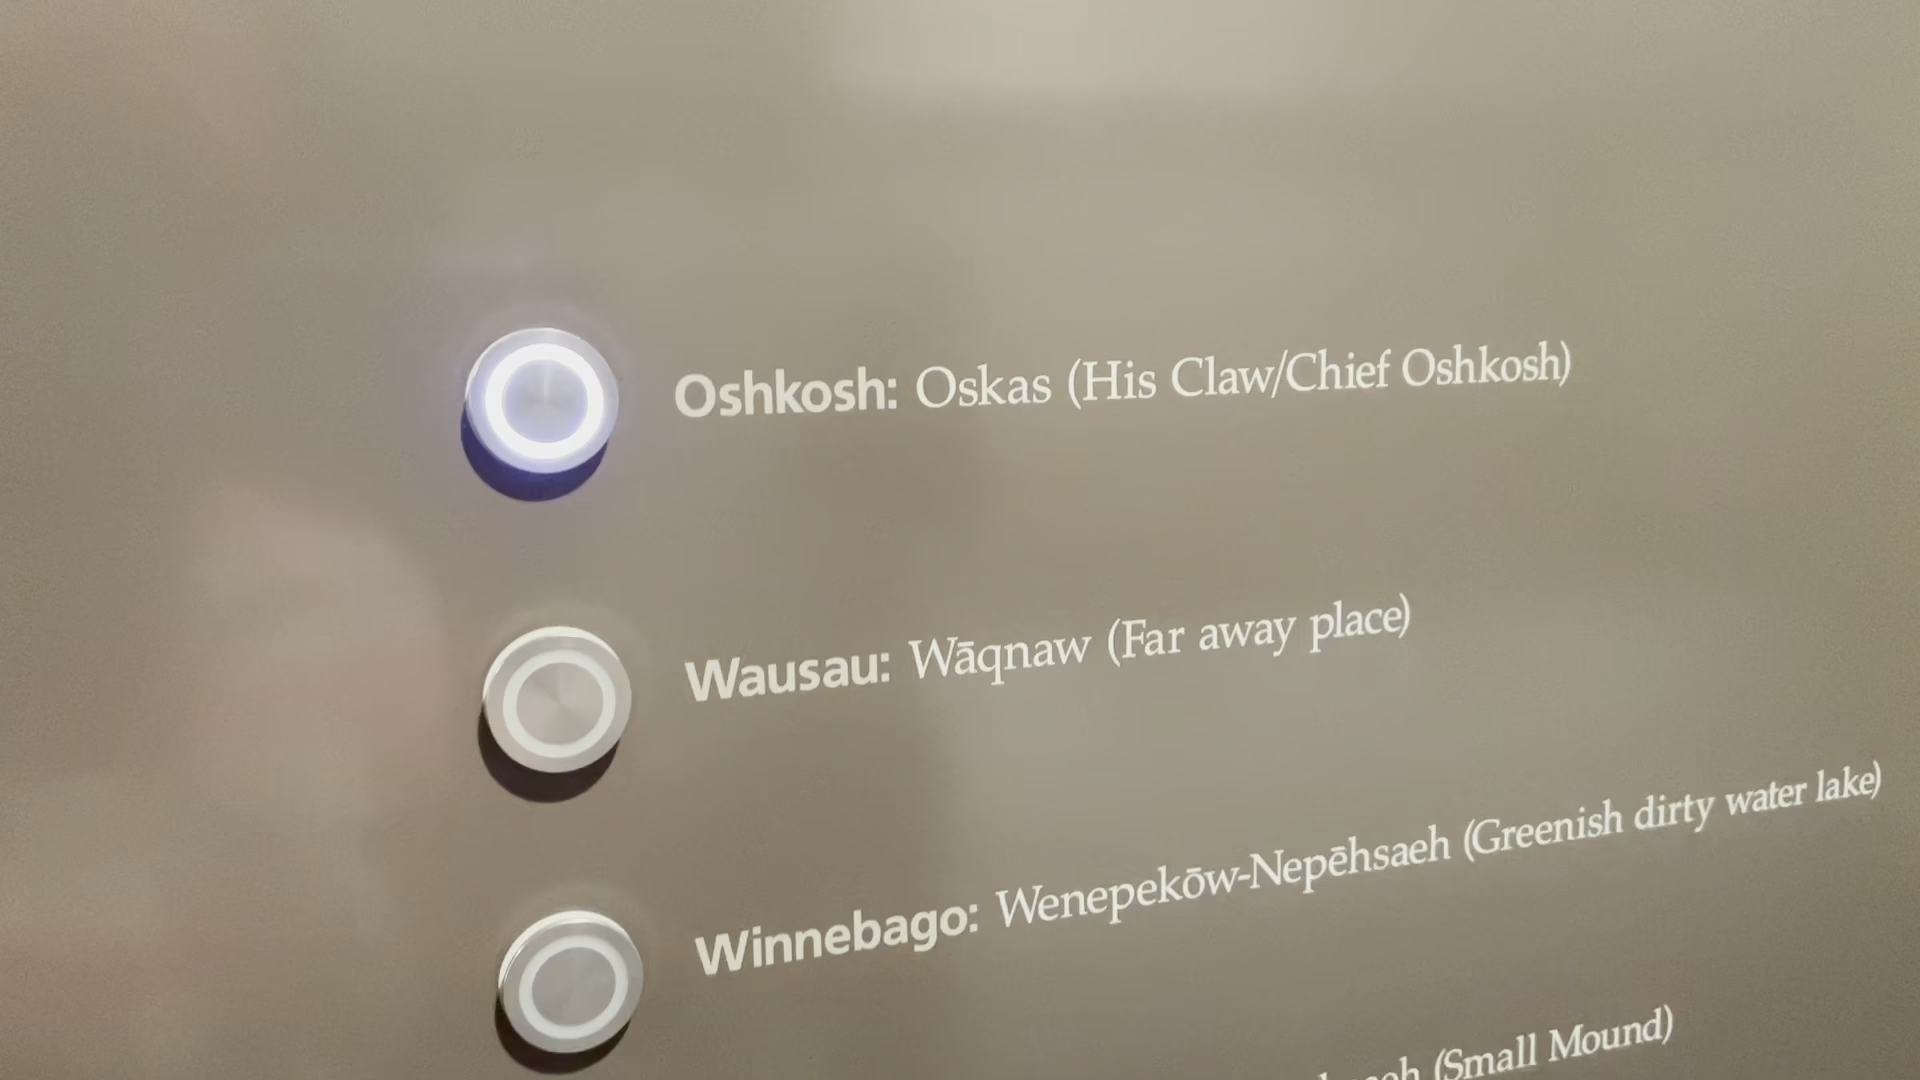 Oshkosh: Oskas (His Claw/Chief Oshkosh)
Wausau: Wāqnaw (Far away place)
Winnebago: Wenepekōw-Nepēhsaeh (Greenish dirty water lake)
(Small Mound)